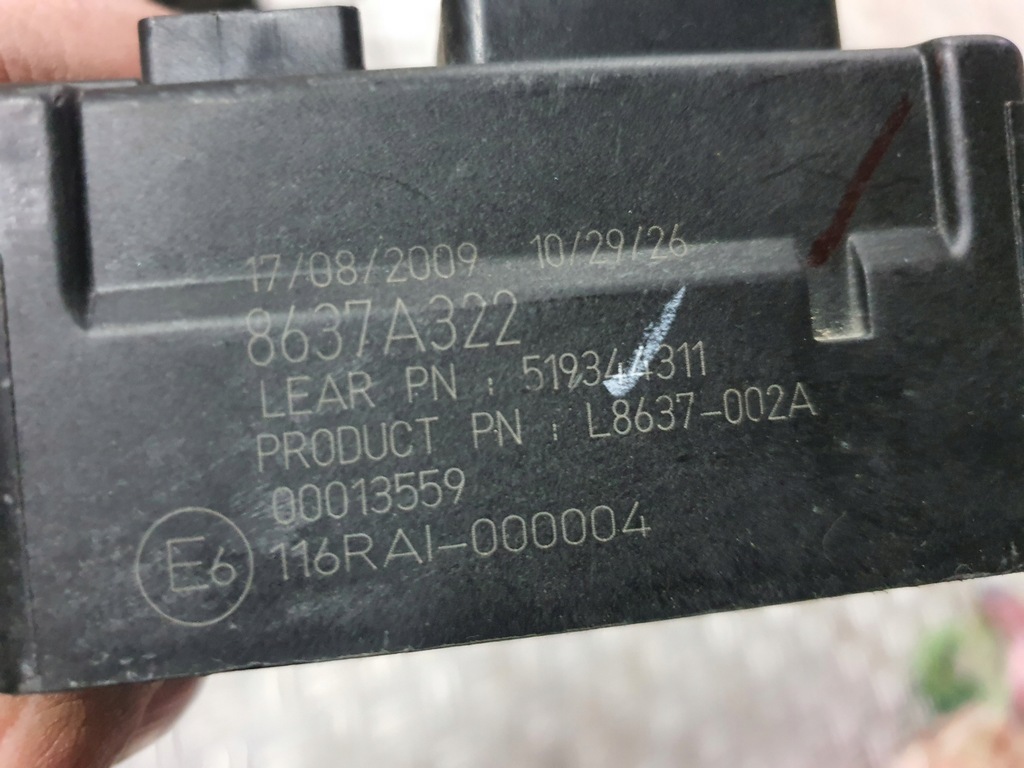 17/08/2009 10/29/26
8637A322
LEAR PN : 519344311
PRODUCT PN : L8637-002A
00013559
E6 116RAI-000004